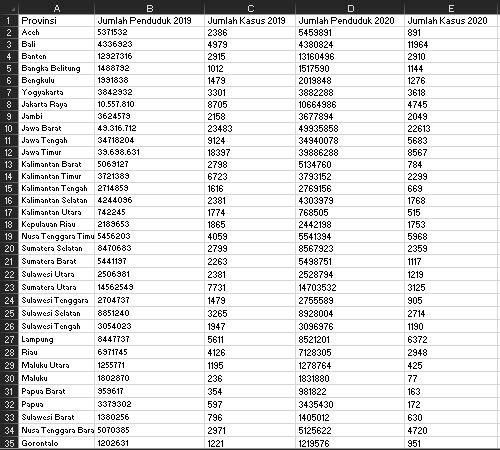 A B C D E
1 Provinsi Jumlah Penduduk 2019 Jumlah Kasus 2019 Jumlah Penduduk 2020 Jumlah Kasus 2020
2 Aceh 5371532 2386 5459891 891
3 Bali 4336923 4979 4380824 11964
4 Banten 12927316 2915 13160496 2910
5 Bangka Belitung 1488792 1012 1517590 1144
6 Bengkulu 1991838 1479 2019848 1276
7 Yogyakarta 3842932 3301 3882288 3618
8 Jakarta Raya 10.557.810 8705 10664986 4745
9 Jambi 3624579 2158 3677894 2049
10 Jawa Barat 49.316.712 23483 49935858 22613
11 Jawa Tengah 34718204 9124 34940078 5683
12 Jawa Timur 39.698.631 18397 39886288 8567
13 Kalimantan Barat 5069127 2798 5134760 784
14 Kalimantan Timur 3721389 6723 3793152 2299
15 Kalimantan Tengah 2714859 1616 2769156 669
16 Kalimantan Selatan 4244096 2381 4303979 1768
17 Kalimantan Utara 742245 1774 768505 515
18 Kepulauan Riau 2189653 1865 2442198 1753
19 Nusa Tenggara Timu 5456203 4059 5541394 5968
20 Sumatera Selatan 8470683 2799 8567923 2359
21 Sumatera Barat 5441197 2263 5498751 1117
22 Sulawesi Utara 2506981 2381 2528794 1219
23 Sumatera Utara 14562549 7731 14703532 3125
24 Sulawesi Tenggara 2704737 1479 2755589 905
25 Sulawesi Selatan 8851240 3265 8928004 2714
26 Sulawesi Tengah 3054023 1947 3096976 1190
27 Lampung 8447737 5611 8521201 6372
28 Riau 6971745 4126 7128305 2948
29 Maluku Utara 1255771 1195 1278764 425
30 Maluku 1802870 236 1831880 77
31 Papua Barat 959617 354 981822 163
32 Papua 3379302 597 3435430 172
33 Sulawesi Barat 1380256 796 1405012 630
34 Nusa Tenggara Bara 5070385 2971 5125622 4720
35 Gorontalo 1202631 1221 1219576 951